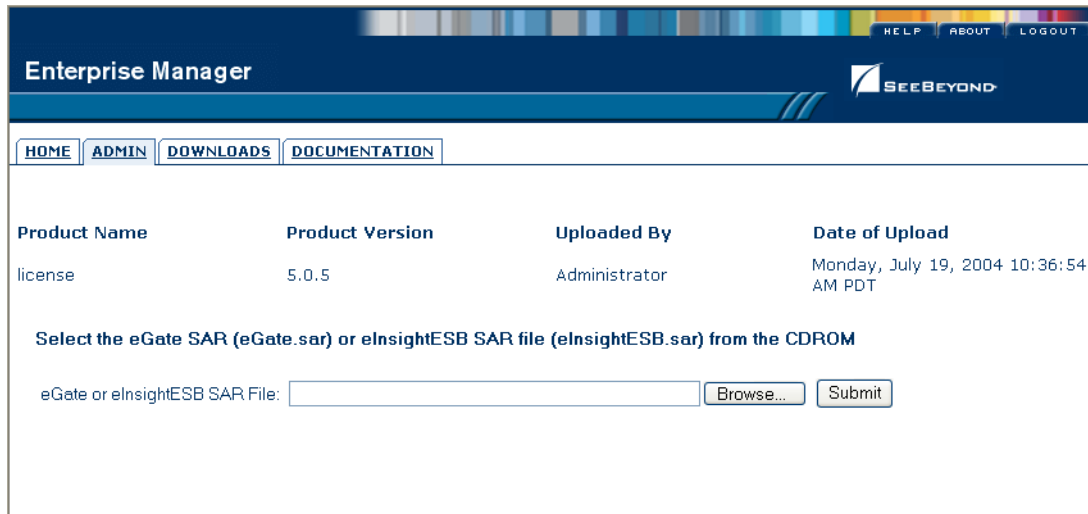 HELP ABOUT LOGOUT
Enterprise Manager
SEEBEYOND
HOME ADMIN DOWNLOADS DOCUMENTATION
Product Name Product Version Uploaded By Date of Upload
license 5.0.5 Administrator Monday, July 19, 2004 10:36:54
AM PDT
Select the eGate SAR (eGate.sar) or eInsightESB SAR file (eInsightESB.sar) from the CDROM
eGate or eInsightESB SAR File: Browse... Submit